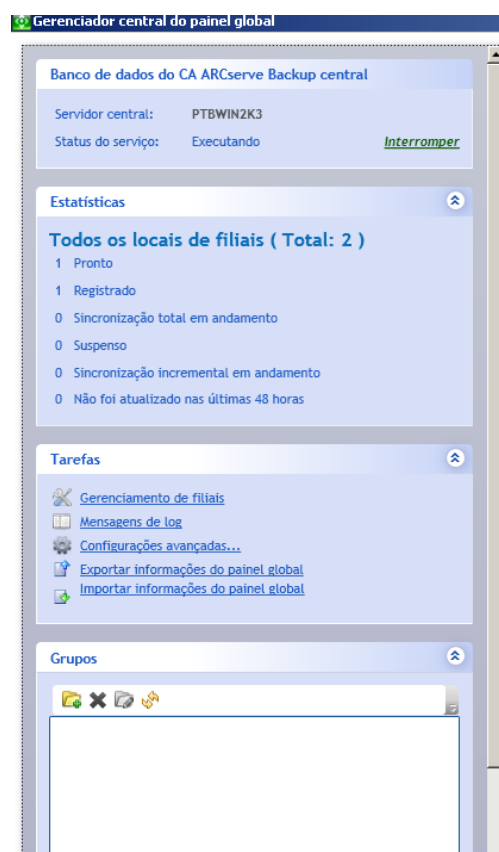 Gerenciador central do painel global
Banco de dados do CA ARCserve Backup central
Servidor central: PTBWIN2K3
Status do serviço: Executando Interromper
Estatísticas
Todos os locais de filiais ( Total: 2 )
1 Pronto
1 Registrado
0 Sincronização total em andamento
0 Suspenso
0 Sincronização incremental em andamento
0 Não foi atualizado nas últimas 48 horas
Tarefas
Gerenciamento de filiais
Mensagens de log
Configurações avançadas...
Exportar informações do painel global
Importar informações do painel global
Grupos